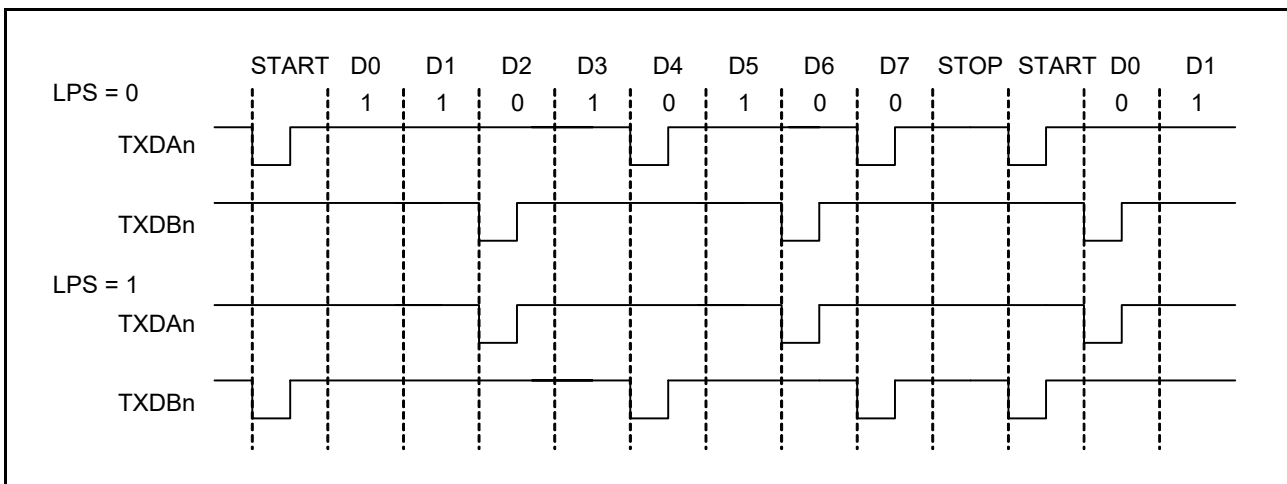 START D0 D1 D2 D3 D4 D5 D6 D7 STOP START D0 D1
LPS = 0
1 1 0 1 0 1 0 0 0 1
TXDAn
TXDBn
LPS = 1
TXDAn
TXDBn